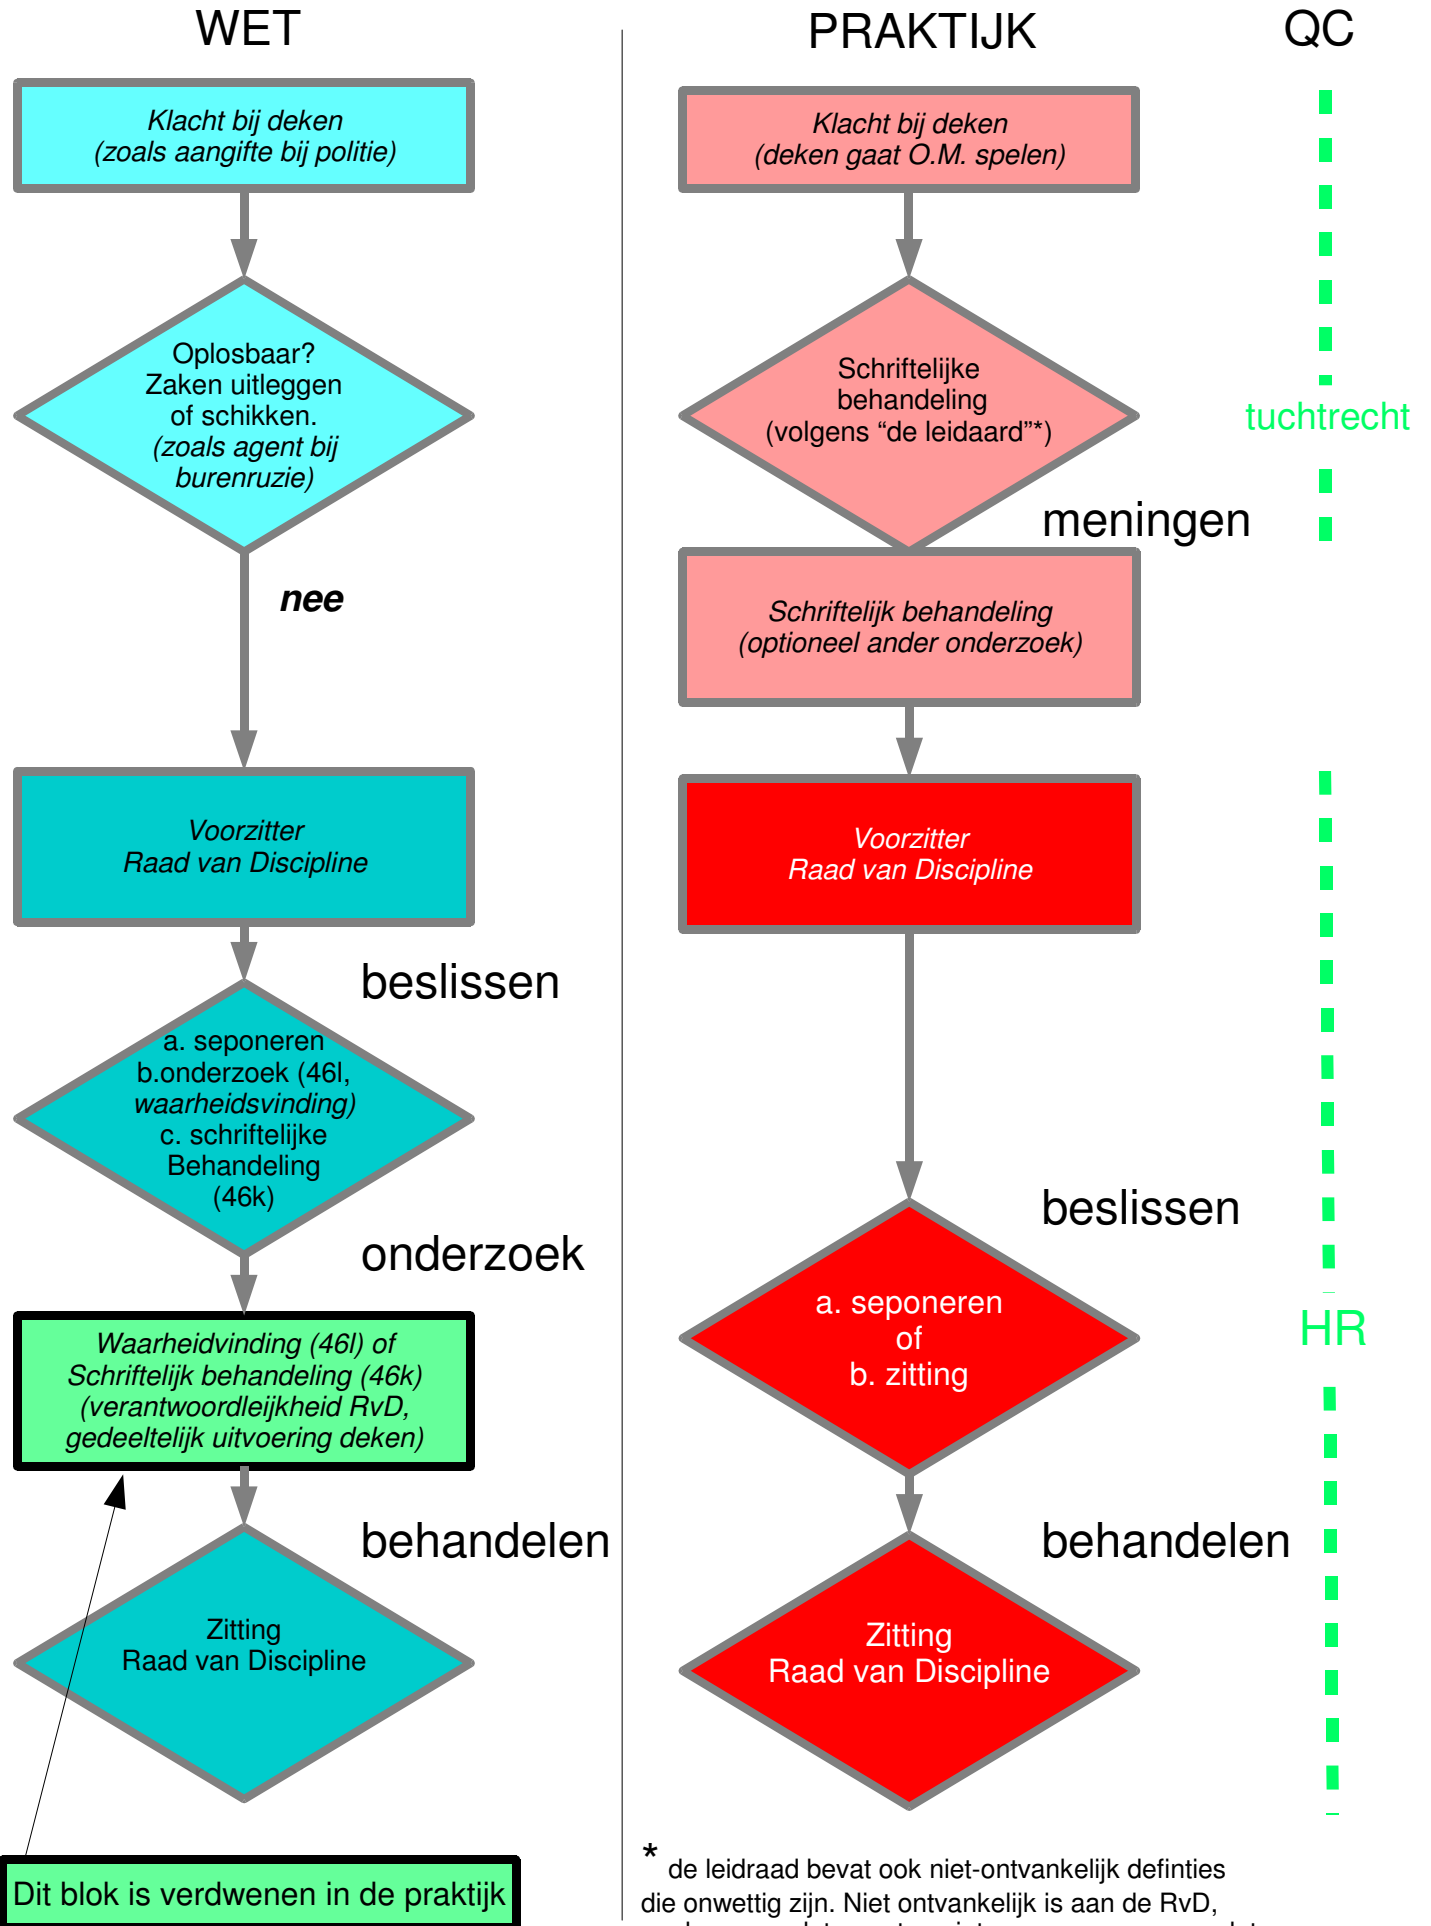 WET
Klacht bij deken
(zoals aangifte bij politie)
Oplosbaar?
Zaken uitleggen
of schikken.
(zoals agent bij
burenruzie)
nee
Voorzitter
Raad van Discipline
beslissen
a. seponeren
b.onderzoek (46l,
waarheidsvinding)
c. schriftelijke
Behandeling
(46k)
onderzoek
Waarheidvinding (46l) of
Schriftelijk behandeling (46k)
(verantwoordleijkheid RvD,
gedeeltelijk uitvoering deken)
behandelen
Zitting
Raad van Discipline
Dit blok is verdwenen in de praktijk
PRAKTIJK
Klacht bij deken
(deken gaat O.M. spelen)
Schriftelijke
behandeling
(volgens “de leidaard”*)
meningen
Schriftelijk behandeling
(optioneel ander onderzoek)
Voorzitter
Raad van Discipline
beslissen
a. seponeren
of
b. zitting
behandelen
Zitting
Raad van Discipline
* de leidraad bevat ook niet-ontvankelijk definties
die onwettig zijn. Niet ontvankelijk is aan de RvD,
QC
tuchtrecht
HR